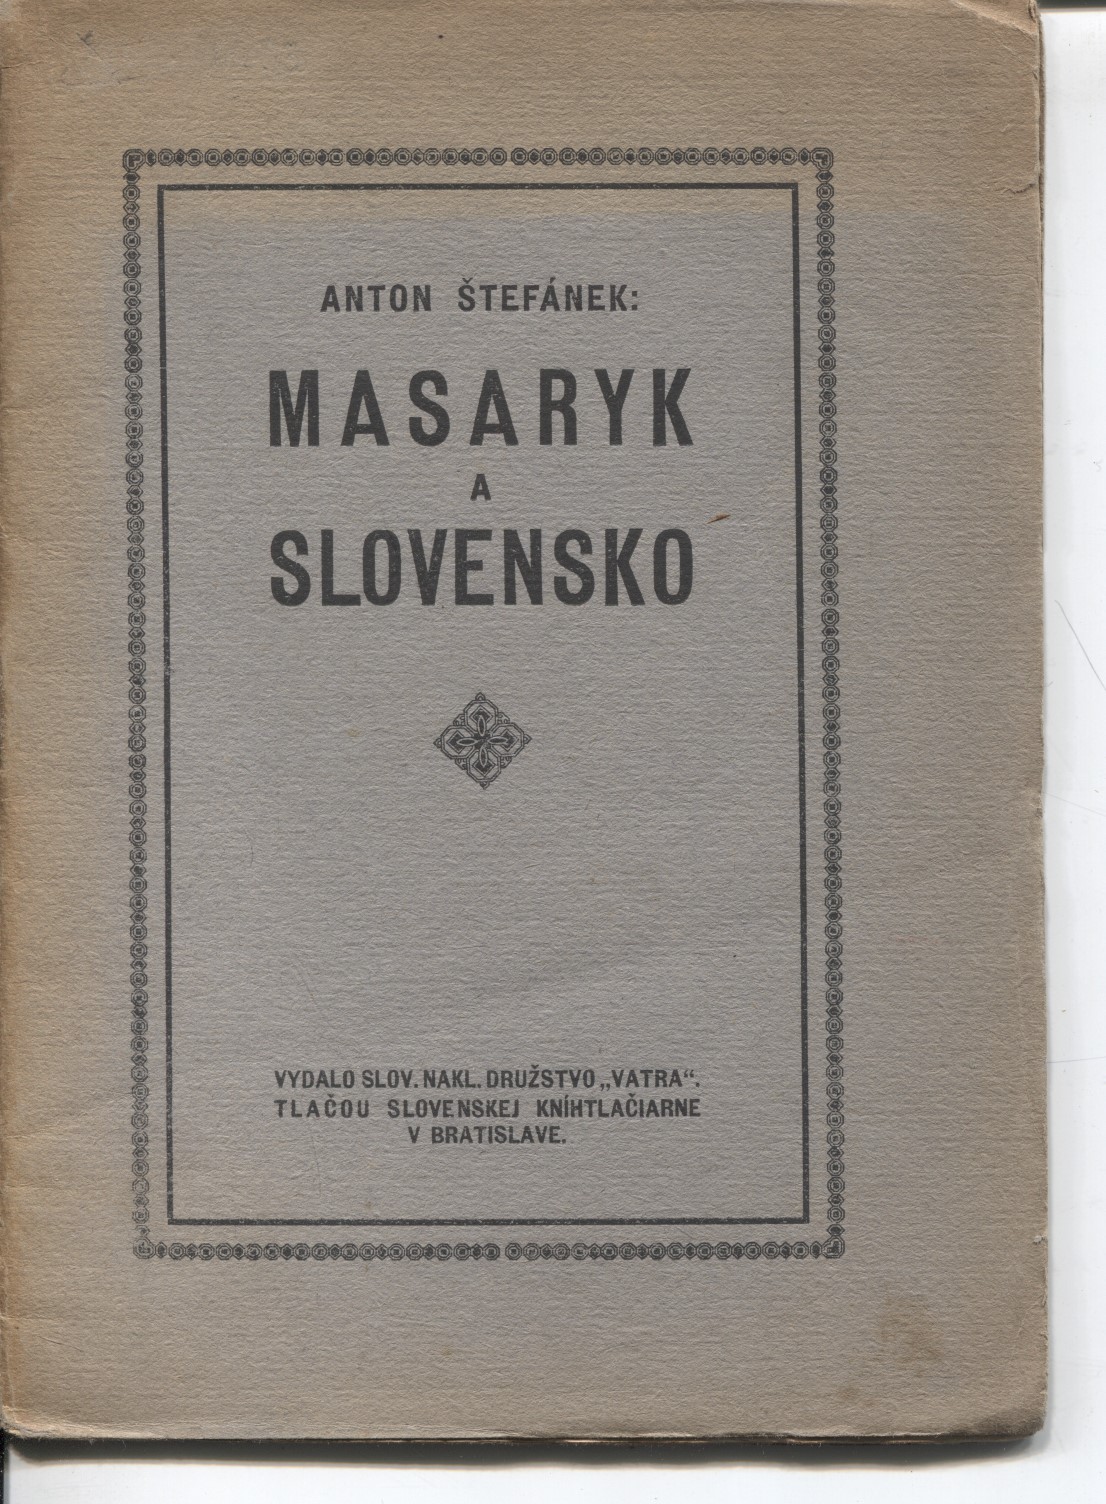 ANTON ŠTEFÁNEK:
MASARYK
A
SLOVENSKO
VYDALO SLOV. NAKL. DRUŽSTVO „VATRA“.
TLAČOU SLOVENSKEJ KNÍHTLAČIARNE
V BRATISLAVE.